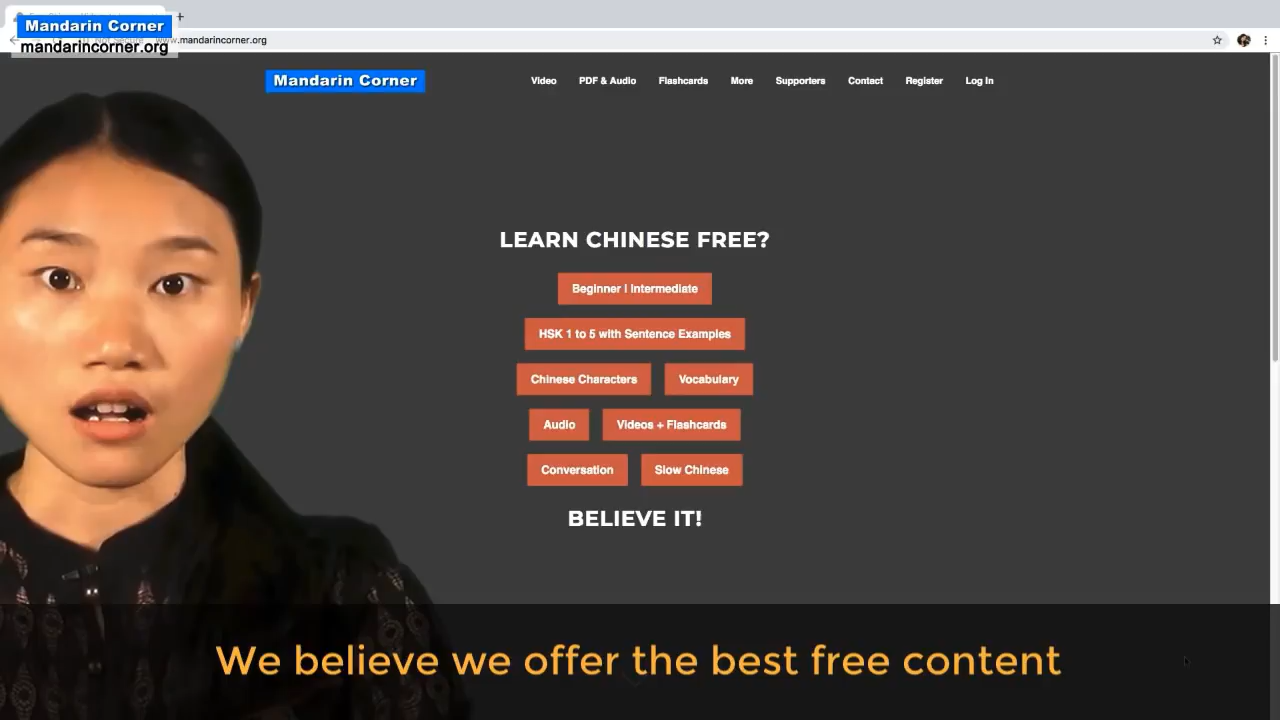 Mandarin Corner
mandarincorner.org
www.mandarincorner.org
Mandarin Corner
Video PDF & Audio Flashcards More Supporters Contact Register Log In
LEARN CHINESE FREE?
Beginner | Intermediate
HSK 1 to 5 with Sentence Examples
Chinese Characters Vocabulary
Audio Videos + Flashcards
Conversation Slow Chinese
BELIEVE IT!
We believe we offer the best free content